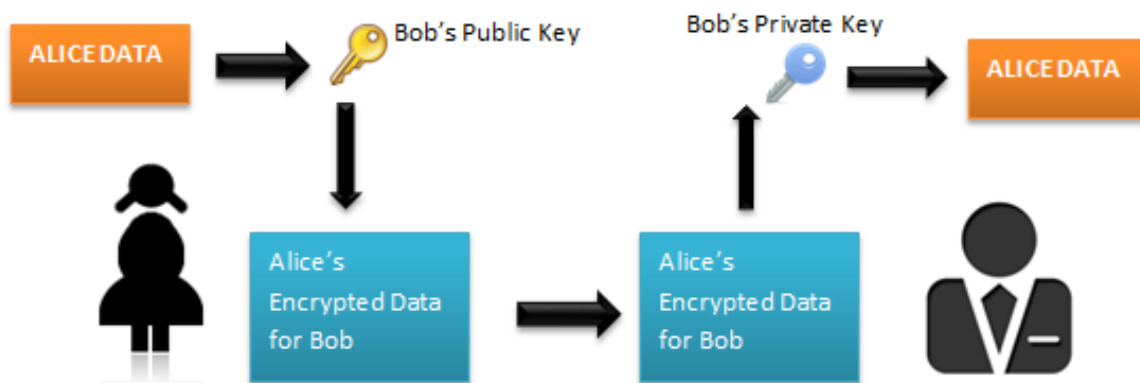 ALICE DATA
Bob's Public Key
Bob's Private Key
ALICE DATA
Alice's
Encrypted Data
for Bob
Alice's
Encrypted Data
for Bob